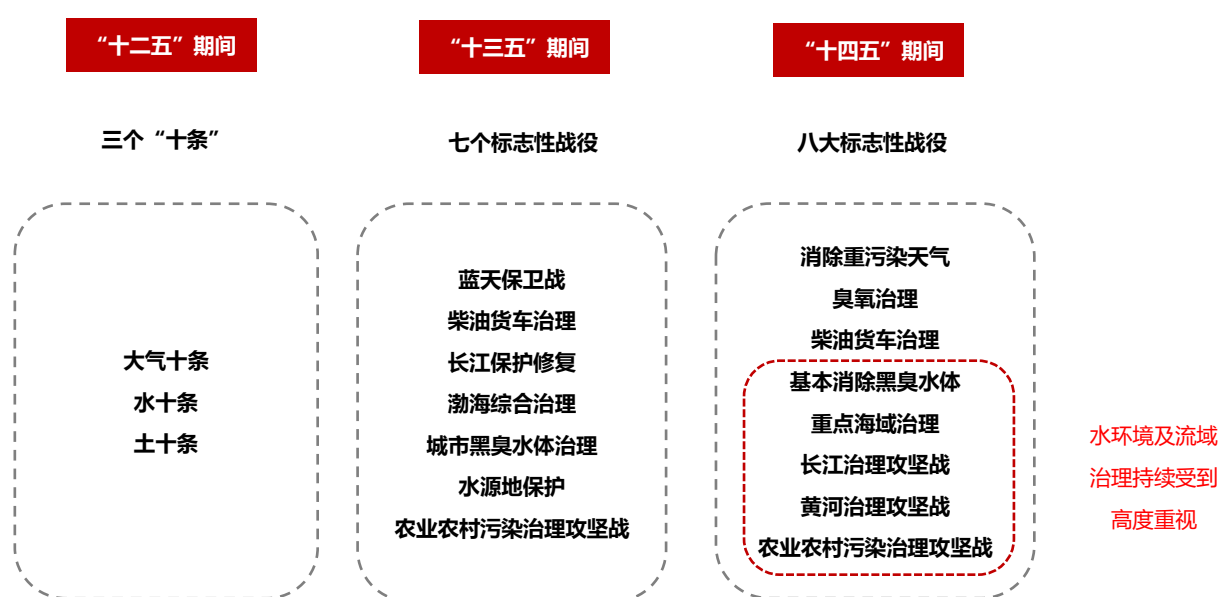 “十二五”期间
三个“十条”
大气十条
水十条
土十条
“十三五”期间
七个标志性战役
蓝天保卫战
柴油货车治理
长江保护修复
渤海综合治理
城市黑臭水体治理
水源地保护
农业农村污染治理攻坚战
“十四五”期间
八大标志性战役
消除重污染天气
臭氧治理
柴油货车治理
基本消除黑臭水体
重点海域治理
长江治理攻坚战
黄河治理攻坚战
农业农村污染治理攻坚战
水环境及流域
治理持续受到
高度重视